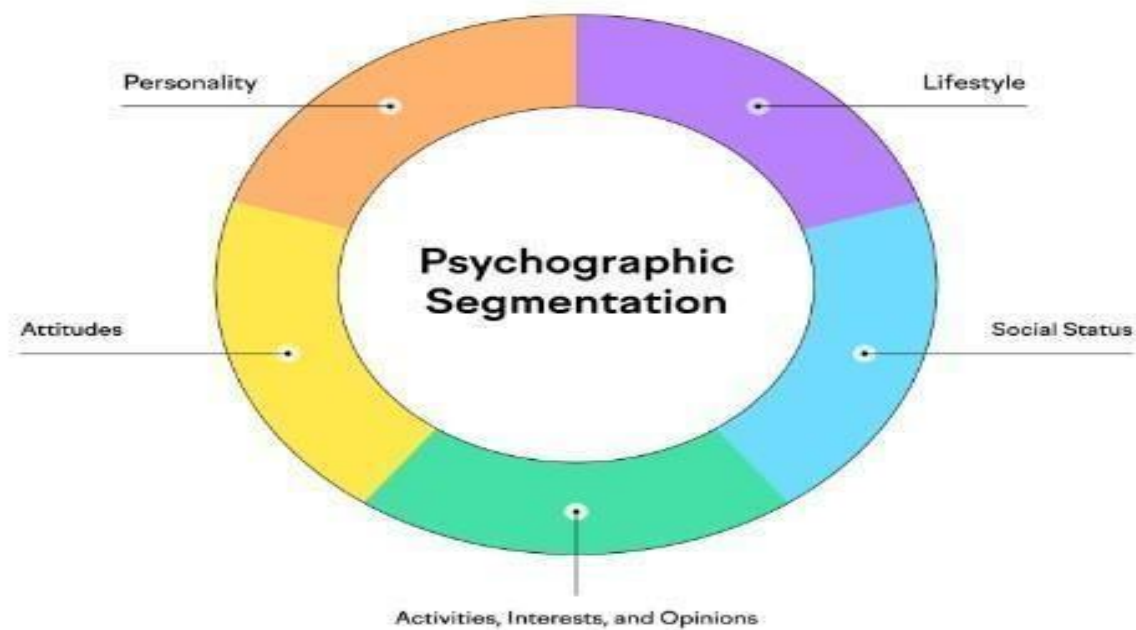 Personality
Lifestyle
Psychographic
Segmentation
Attitudes
Social Status
Activities, Interests, and Opinions